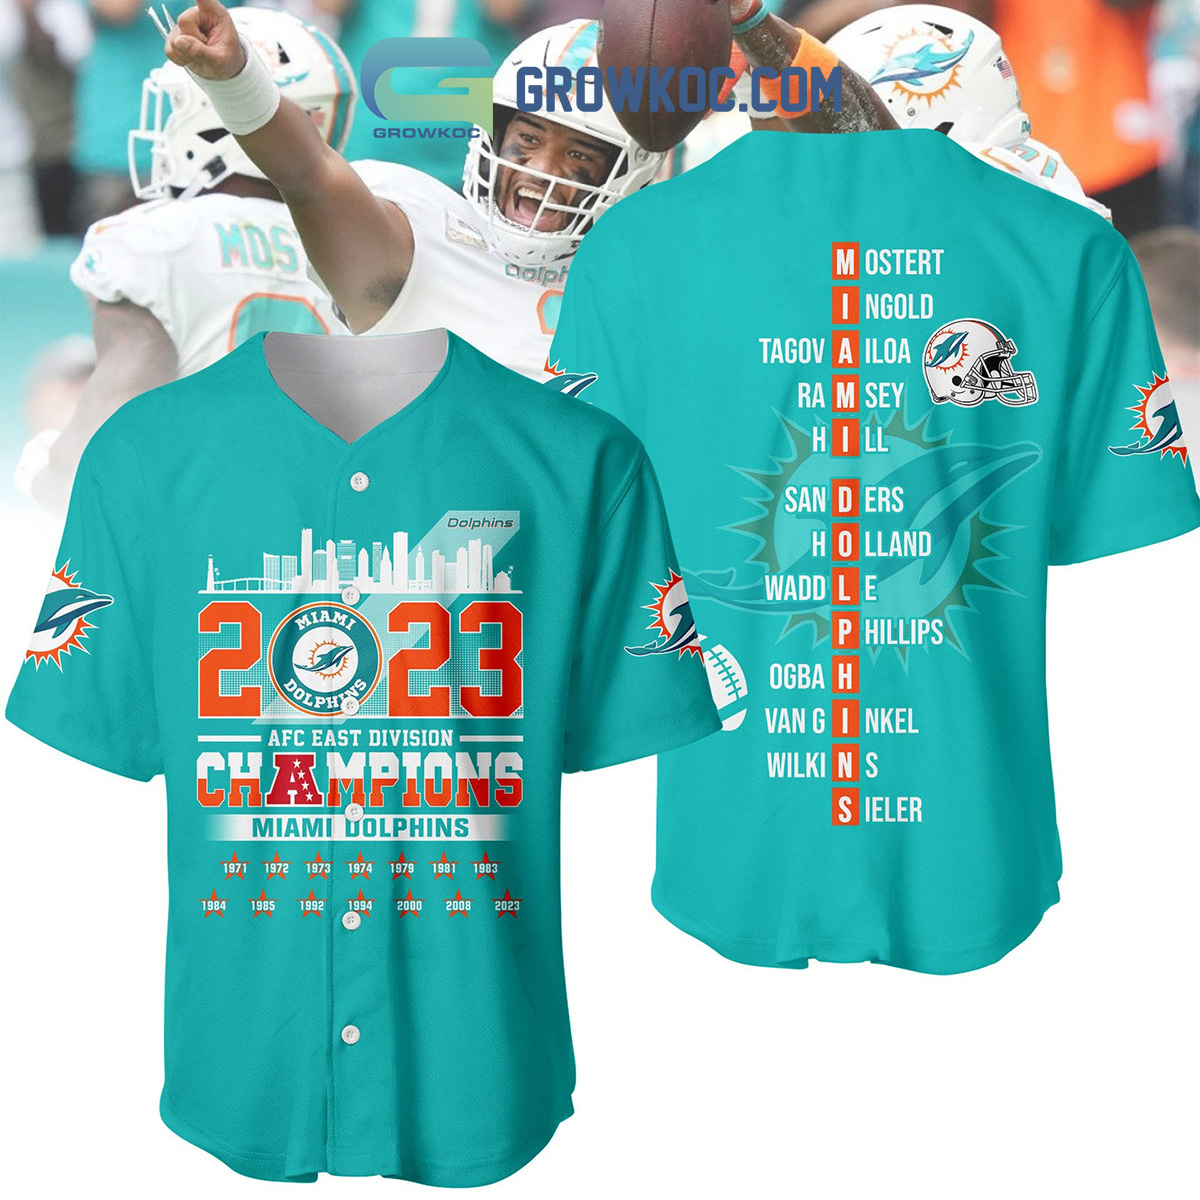 GROWKOC
GROWKOC.COM
MOS
Dolphins
MOSTERT
INGOLD
TAGOVAILOA
RAMSEY
HILL
SANDERS
HOLLAND
WADDLE
PHILLIPS
OGBAH
VAN GINKEL
WILKINS
SIELER
Dolphins
2023
MIAMI
DOLPHINS
AFC EAST DIVISION
CHAMPIONS
MIAMI DOLPHINS
1971 1972 1973 1974 1979 1981 1983
1984 1985 1992 1994 2000 2008 2023